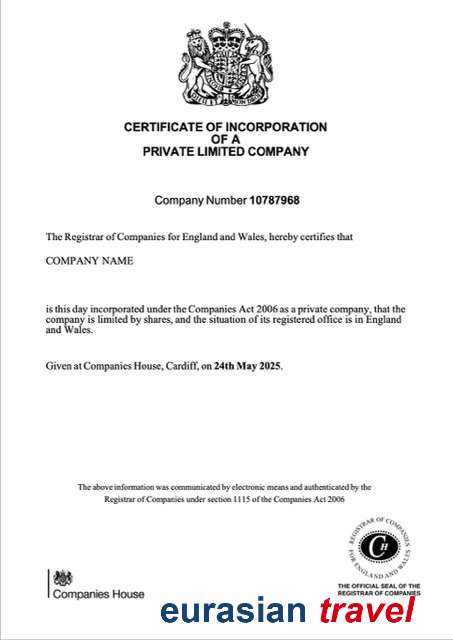 CERTIFICATE OF INCORPORATION
OF A
PRIVATE LIMITED COMPANY
Company Number 10787968
The Registrar of Companies for England and Wales, hereby certifies that
COMPANY NAME
is this day incorporated under the Companies Act 2006 as a private company, that the
company is limited by shares, and the situation of its registered office is in England
and Wales.
Given at Companies House, Cardiff, on 24th May 2025.
The above information was communicated by electronic means and authenticated by the
Registrar of Companies under section 1115 of the Companies Act 2006
REGISTRAR OF COMPANIES
FOR ENGLAND AND WALES
CH
THE OFFICIAL SEAL OF THE
REGISTRAR OF COMPANIES
Companies House
eurasian travel